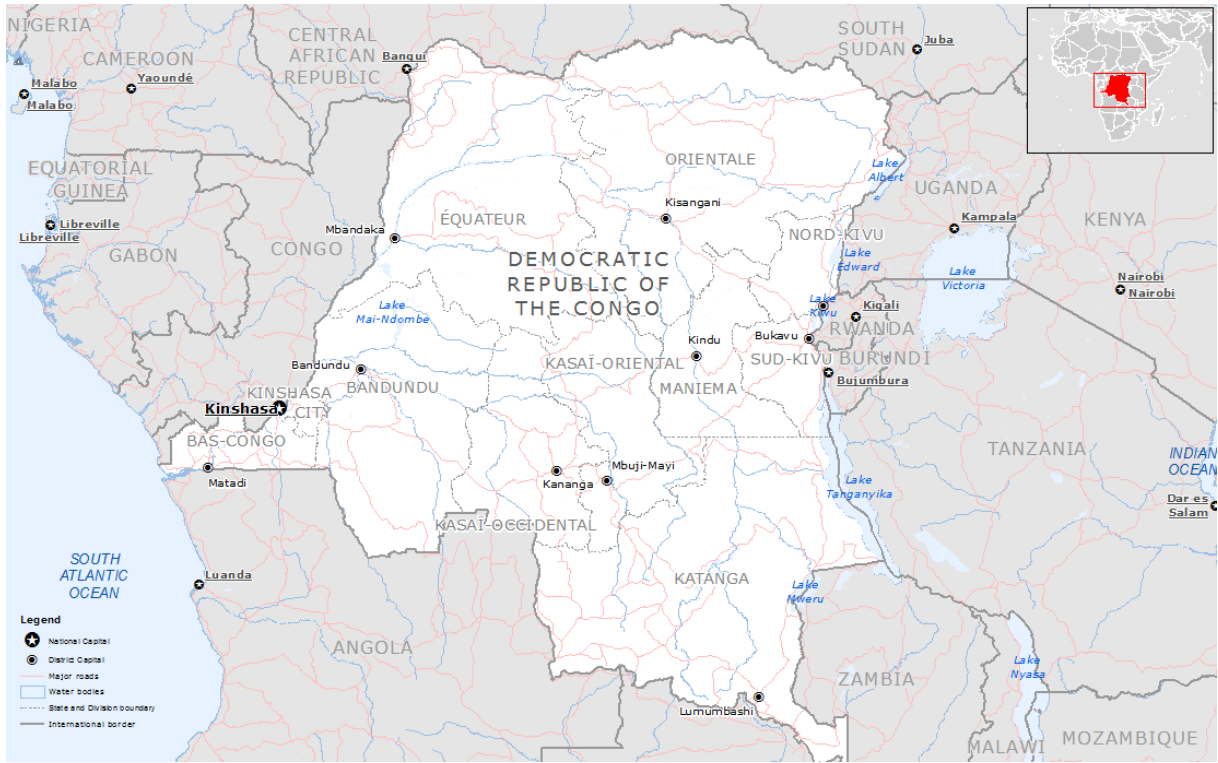 NIGERIA
CAMEROON
CENTRAL
AFRICAN
REPUBLIC
SOUTH
SUDAN
Juba
Bangui
Yaoundé
Malabo
Malabo
EQUATORIAL
GUINEA
Libreville
Libreville
GABON
CONGO
ORIENTALE
Lake
Albert
UGANDA
Kampala
KENYA
Kisangani
ÉQUATEUR
Mbandaka
NORD-KIVU
DEMOCRATIC
REPUBLIC OF
THE CONGO
Lake
Edward
Lake
Victoria
Nairobi
Nairobi
Lake
Mai-Ndombe
Lake
Kiwu
Kigali
RWANDA
Bukavu
Kindu
SUD-KIVU
BURUNDI
Bujumbura
KASAÏ-ORIENTAL
MANIEMA
Bandundu
BANDUNDU
KINSHASA
CITY
Kinshasa
BAS-CONGO
Matadi
TANZANIA
INDIAN
OCEAN
Mbuji-Mayi
Kananga
Lake
Tanganyika
Dar es
Salam
KASAÏ-OCCIDENTAL
SOUTH
ATLANTIC
OCEAN
Luanda
KATANGA
Lake
Mweru
ANGOLA
ZAMBIA
Lake
Nyasa
Lumumbashi
MALAWI
MOZAMBIQUE
Legend
National Capital
District Capital
Major roads
Water bodies
State and Division boundary
International border